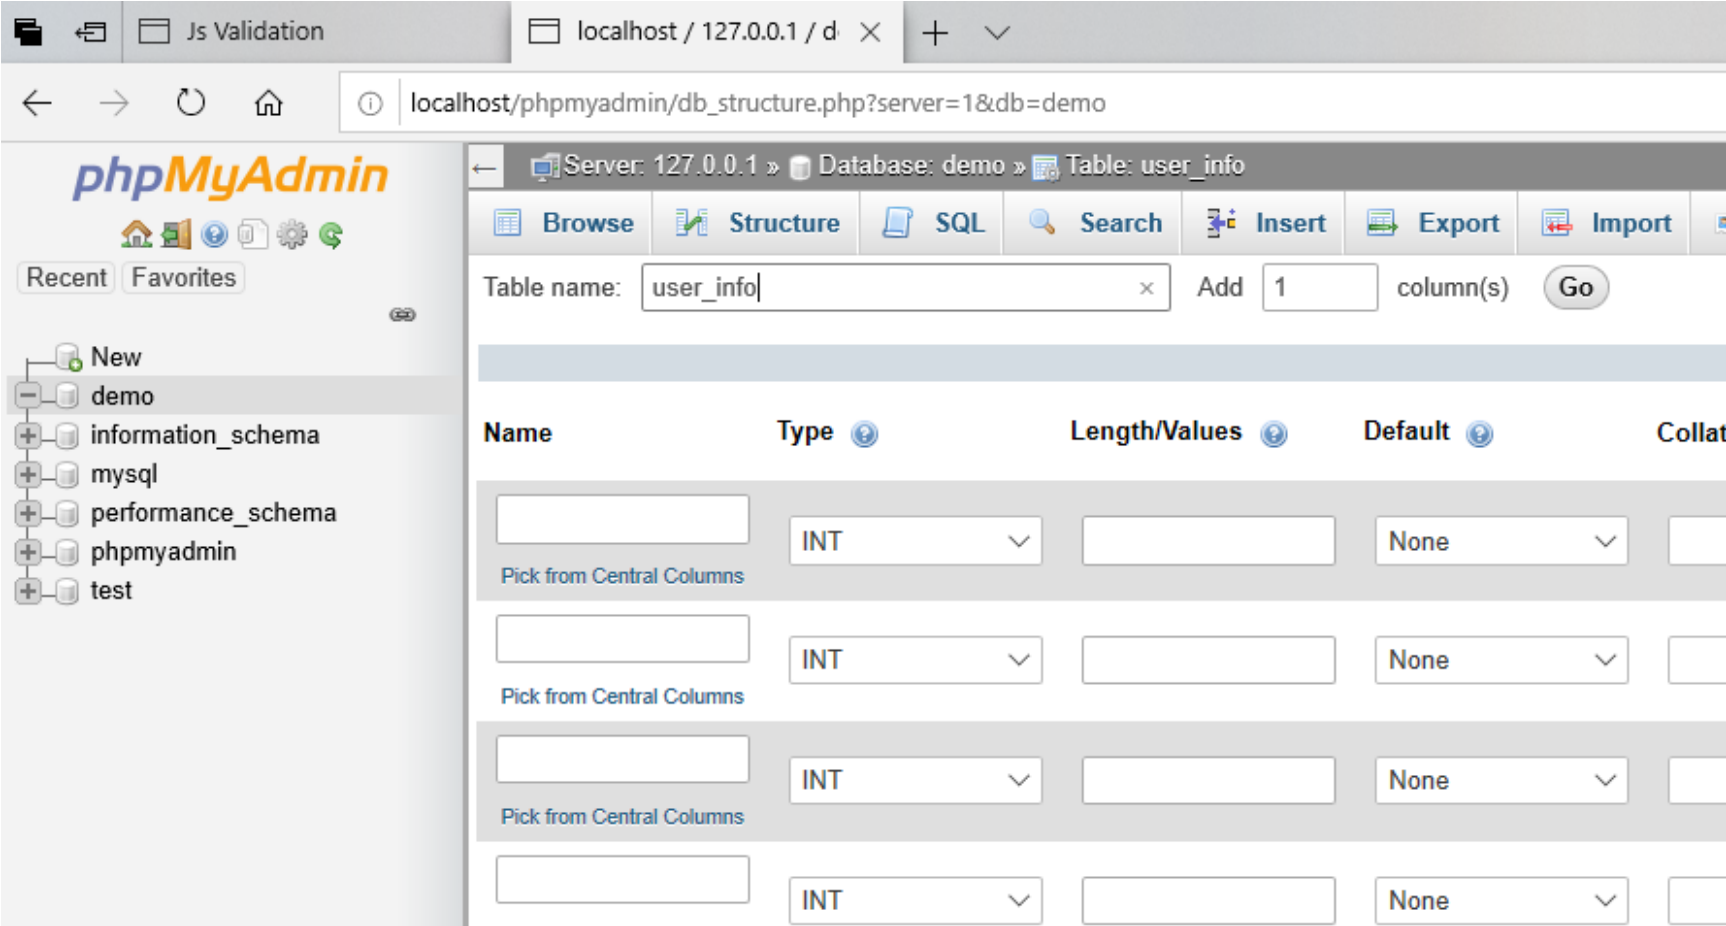 Js Validation
localhost / 127.0.0.1 / d
localhost/phpmyadmin/db_structure.php?server=1&db=demo
phpMyAdmin
Recent Favorites
New
demo
information_schema
mysql
performance_schema
phpmyadmin
test
Server: 127.0.0.1 » Database: demo » Table: user_info
Browse Structure SQL Search Insert Export Import
Table name: user_info × Add 1 column(s) Go
Name Type Length/Values Default Collat
INT None
Pick from Central Columns
INT None
Pick from Central Columns
INT None
Pick from Central Columns
INT None